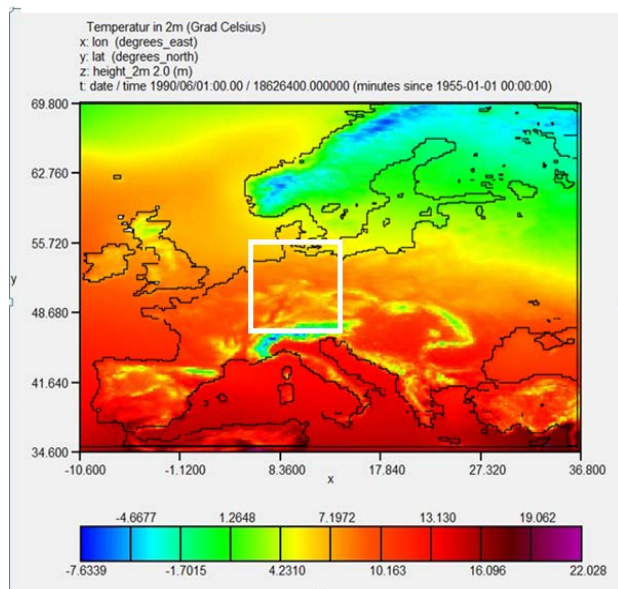 Temperatur in 2m (Grad Celsius)
x: lon (degrees_east)
y: lat (degrees_north)
z: height_2m 2.0 (m)
t: date / time 1990/06/01:00.00 / 18626400.000000 (minutes since 1955-01-01 00:00:00)
69.800
62.760
55.720
y
48.680
41.640
34.600
-10.600 -1.1200 8.3600 17.840 27.320 36.800
x
-4.6677 1.2648 7.1972 13.130 19.062
-7.6339 -1.7015 4.2310 10.163 16.096 22.028